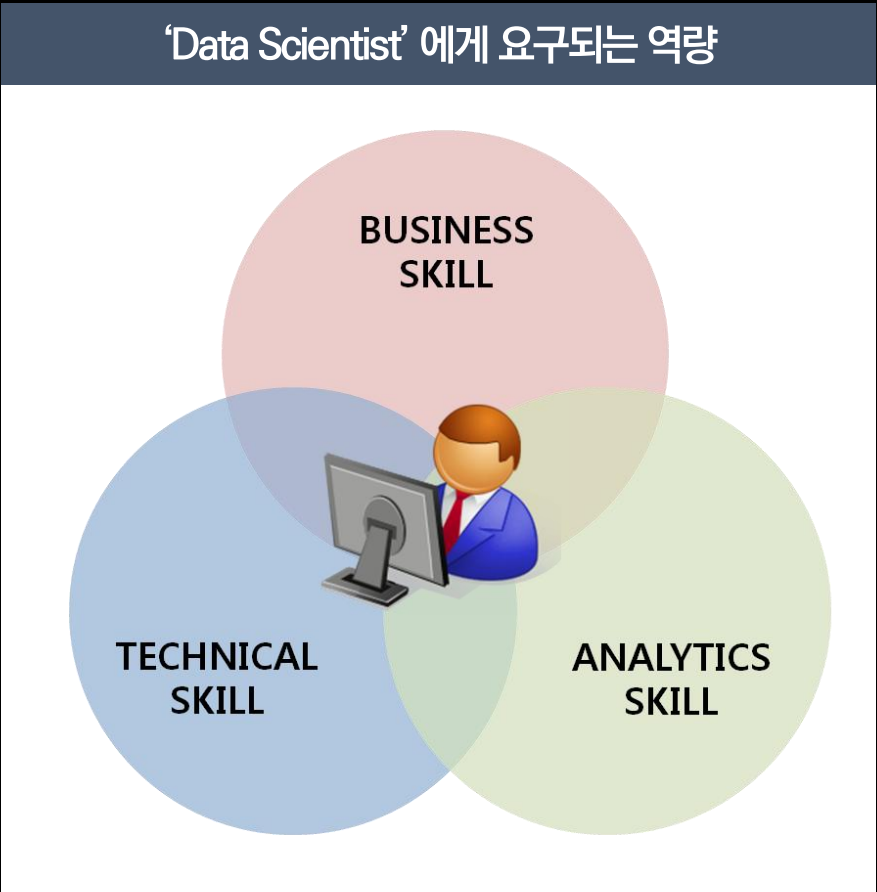 ‘Data Scientist’ 에게 요구되는 역량
BUSINESS
SKILL
TECHNICAL
SKILL
ANALYTICS
SKILL